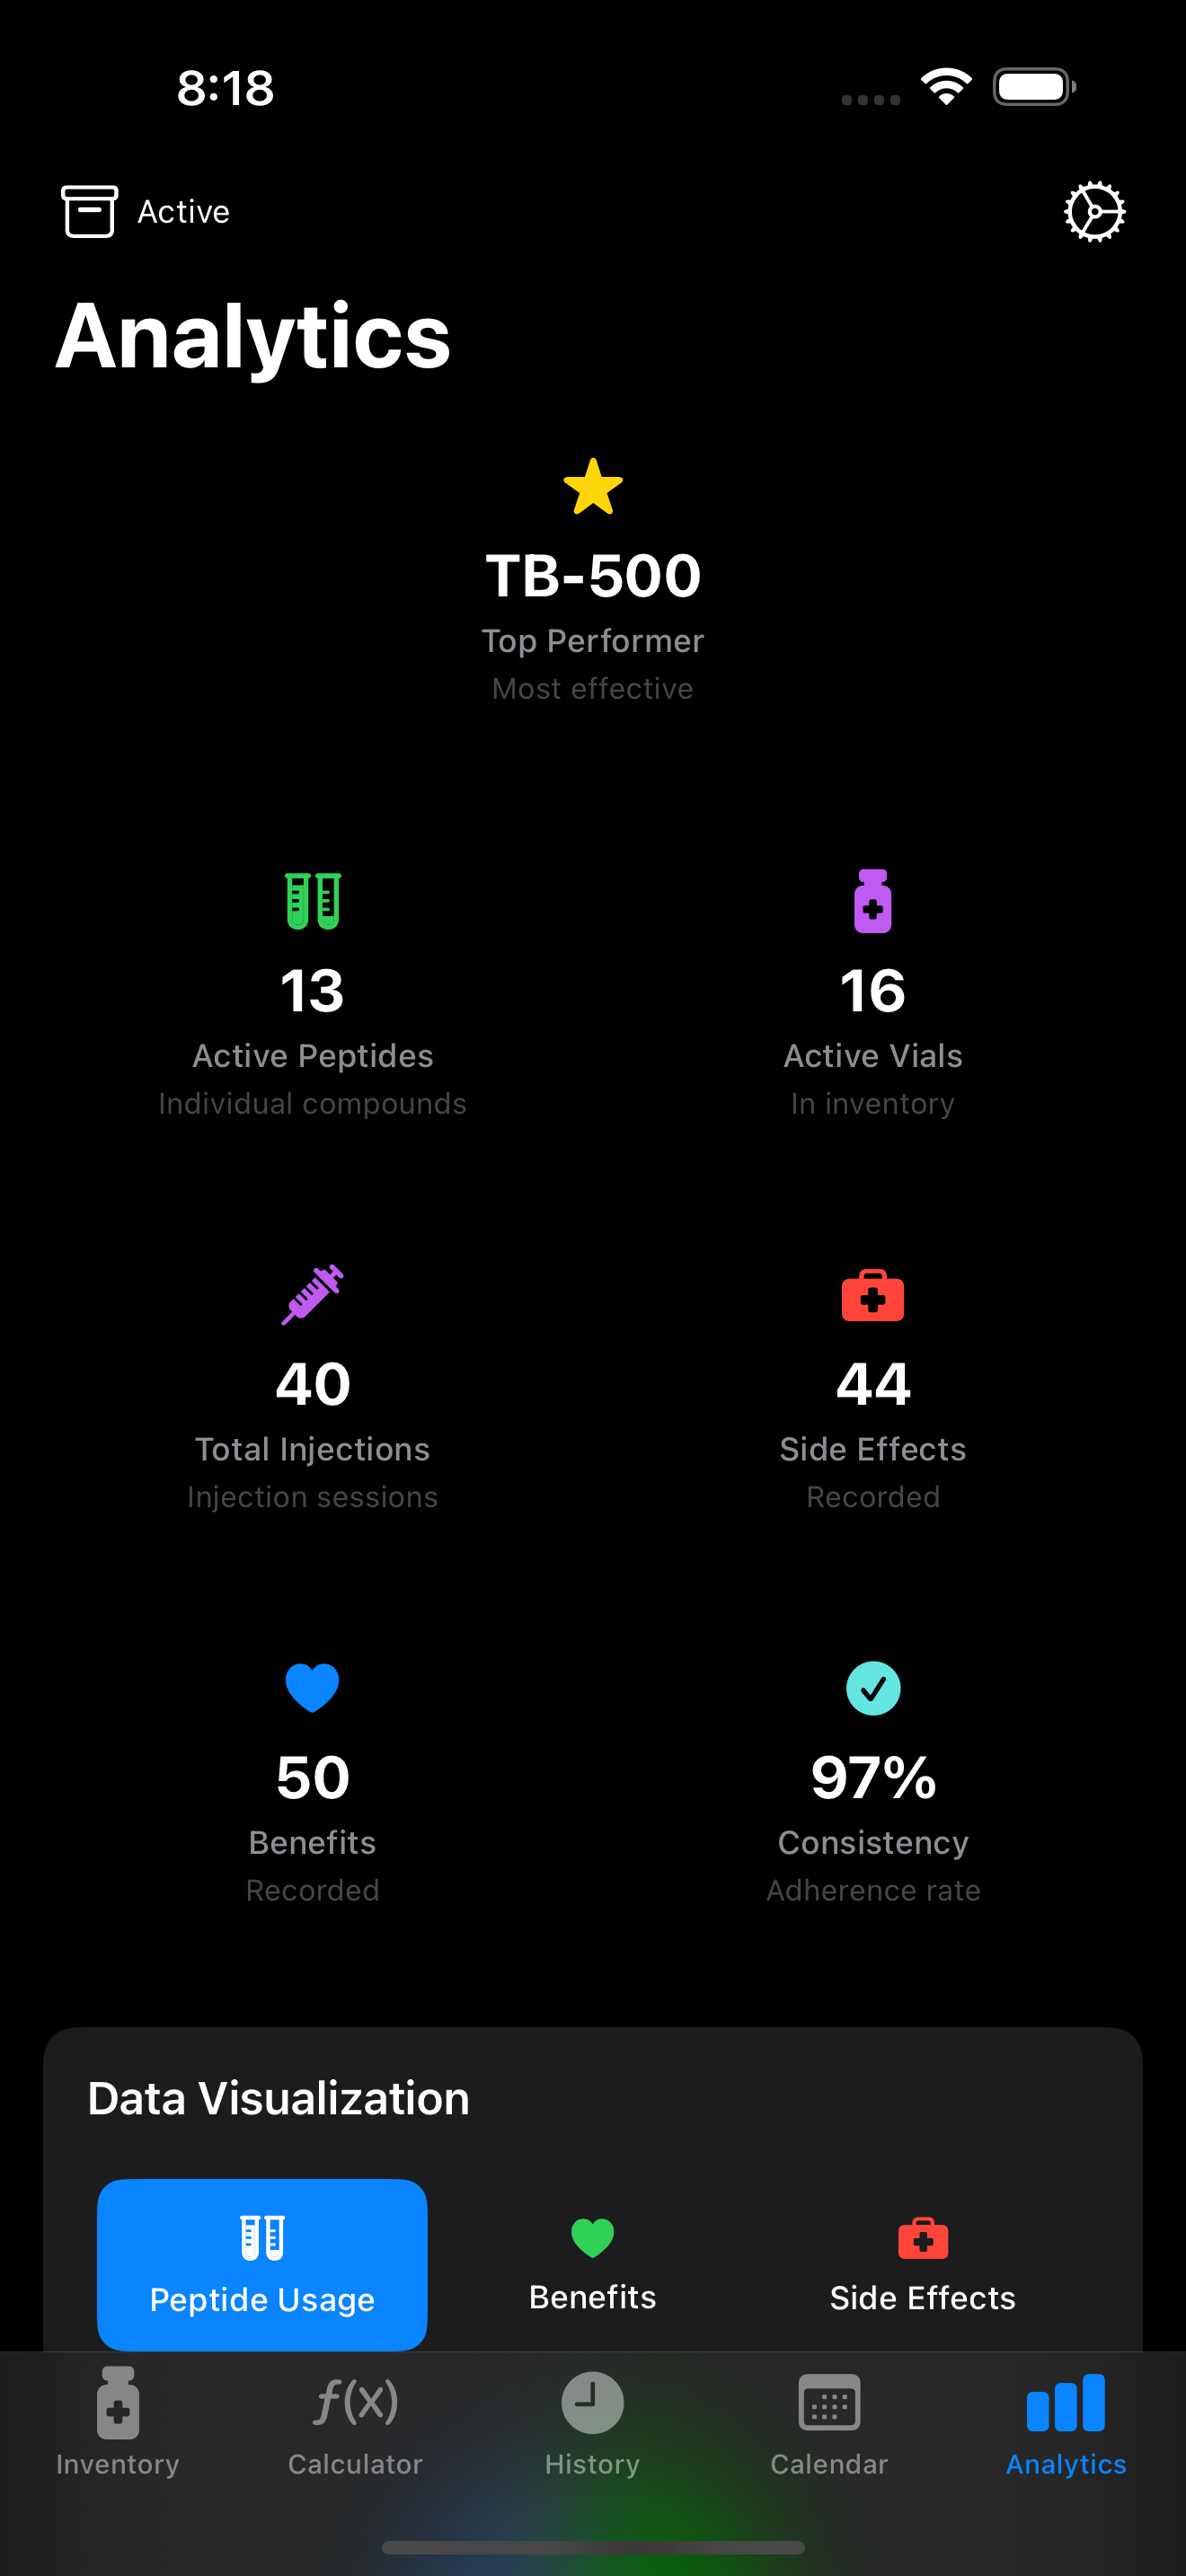 8:18
Active
Analytics
TB-500
Top Performer
Most effective
13
Active Peptides
Individual compounds
16
Active Vials
In inventory
40
Total Injections
Injection sessions
44
Side Effects
Recorded
50
Benefits
Recorded
97%
Consistency
Adherence rate
Data Visualization
Peptide Usage
Benefits
Side Effects
Inventory
f(x)
Calculator
History
Calendar
Analytics